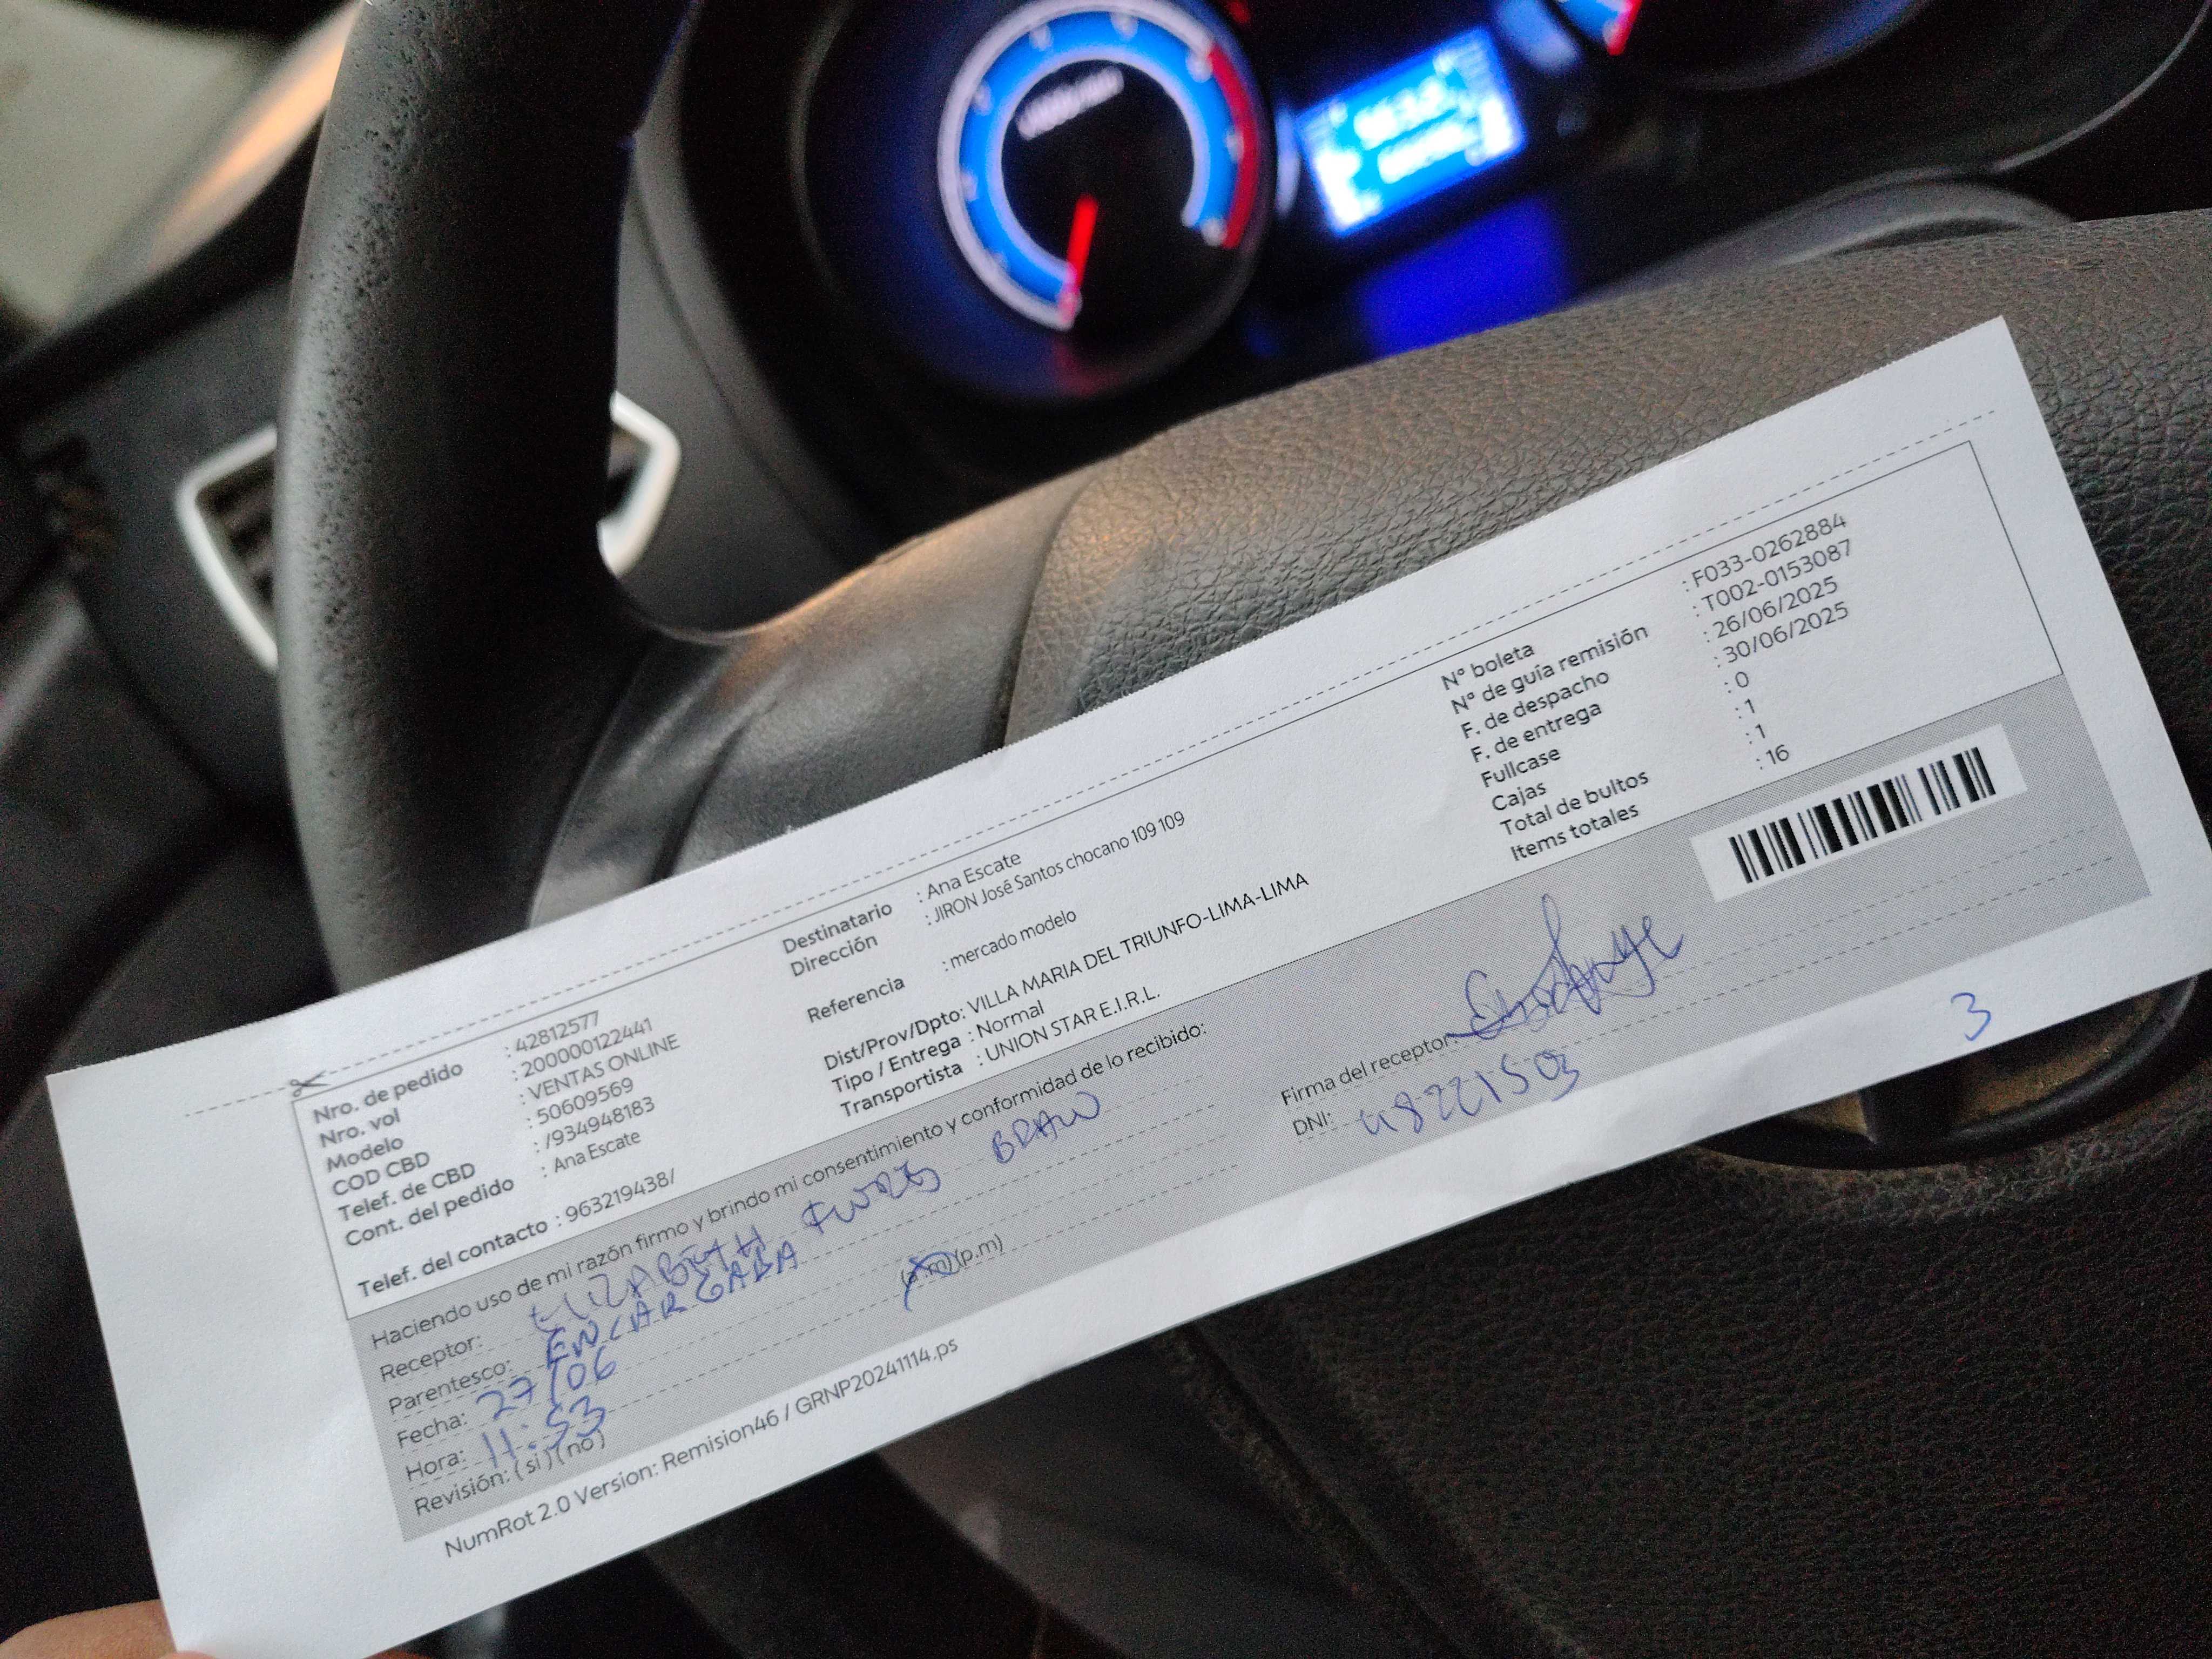 Nro. de pedido : 42812577
Nro. vol : 200000122441
Modelo : VENTAS ONLINE
COD CBD : 50609569
Telef. de CBD : /934948183
Cont. del pedido : Ana Escate
Telef. del contacto : 963219438/
Destinatario : Ana Escate
Dirección : JIRON José Santos chocano 109 109
Referencia : mercado modelo
Dist/Prov/Dpto: VILLA MARIA DEL TRIUNFO-LIMA-LIMA
Tipo / Entrega : Normal
Transportista : UNION STAR E.I.R.L.
N° boleta : F033-0262884
N° de guía remisión : T002-0153087
F. de despacho : 26/06/2025
F. de entrega : 30/06/2025
Fullcase : 0
Cajas : 1
Total de bultos : 1
Items totales : 16
Haciendo uso de mi razón firmo y brindo mi consentimiento y conformidad de lo recibido:
Receptor: ELIZABETH
Parentesco: ENCARGADA
Fecha: 27/06
Hora: 11:53 (a.m)(p.m)
Revisión: (si)(no)
Firma del receptor:
DNI: 48221503
3
NumRot 2.0 Version: Remision46 / GRNP20241114.ps